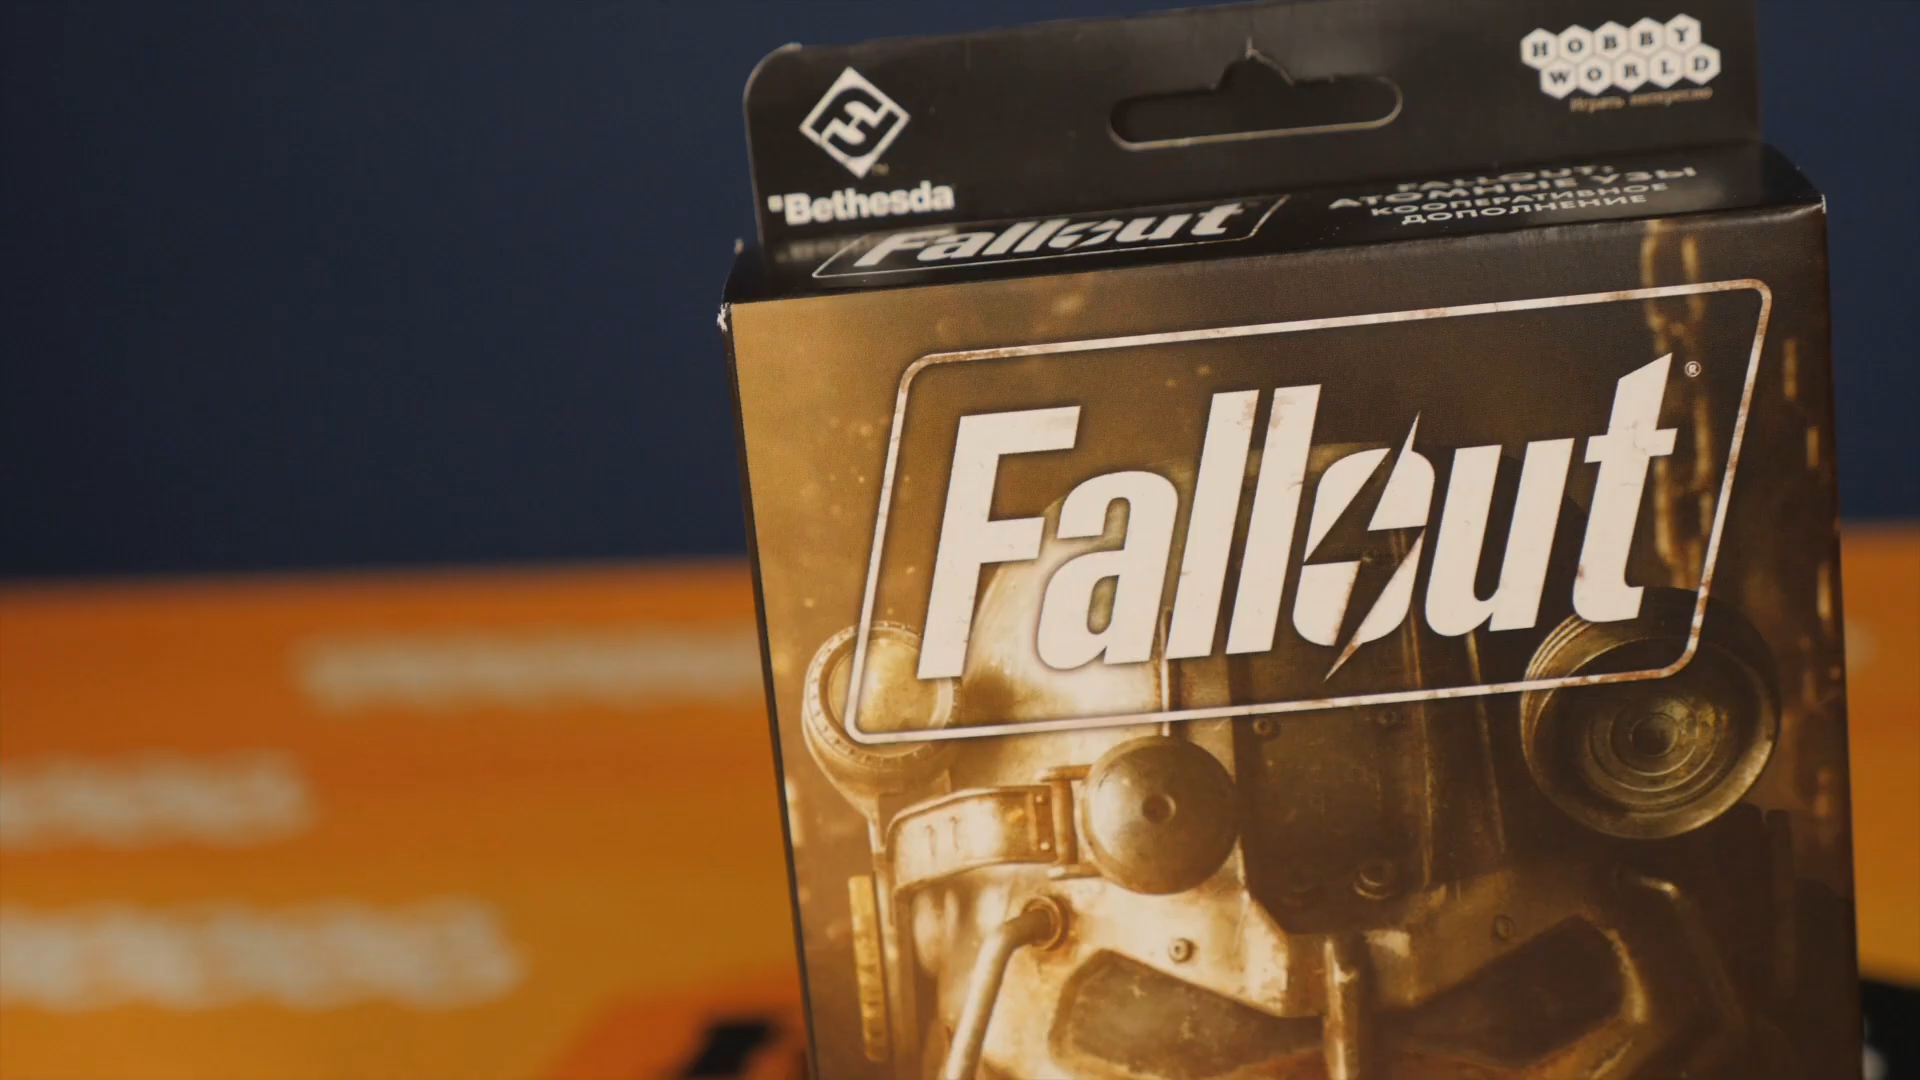 HOBBY
WORLD
Играть интересно
Bethesda
Fallout
FALLOUT:
АТОМНЫЕ УЗЫ
КООПЕРАТИВНОЕ
ДОПОЛНЕНИЕ
Fallout®